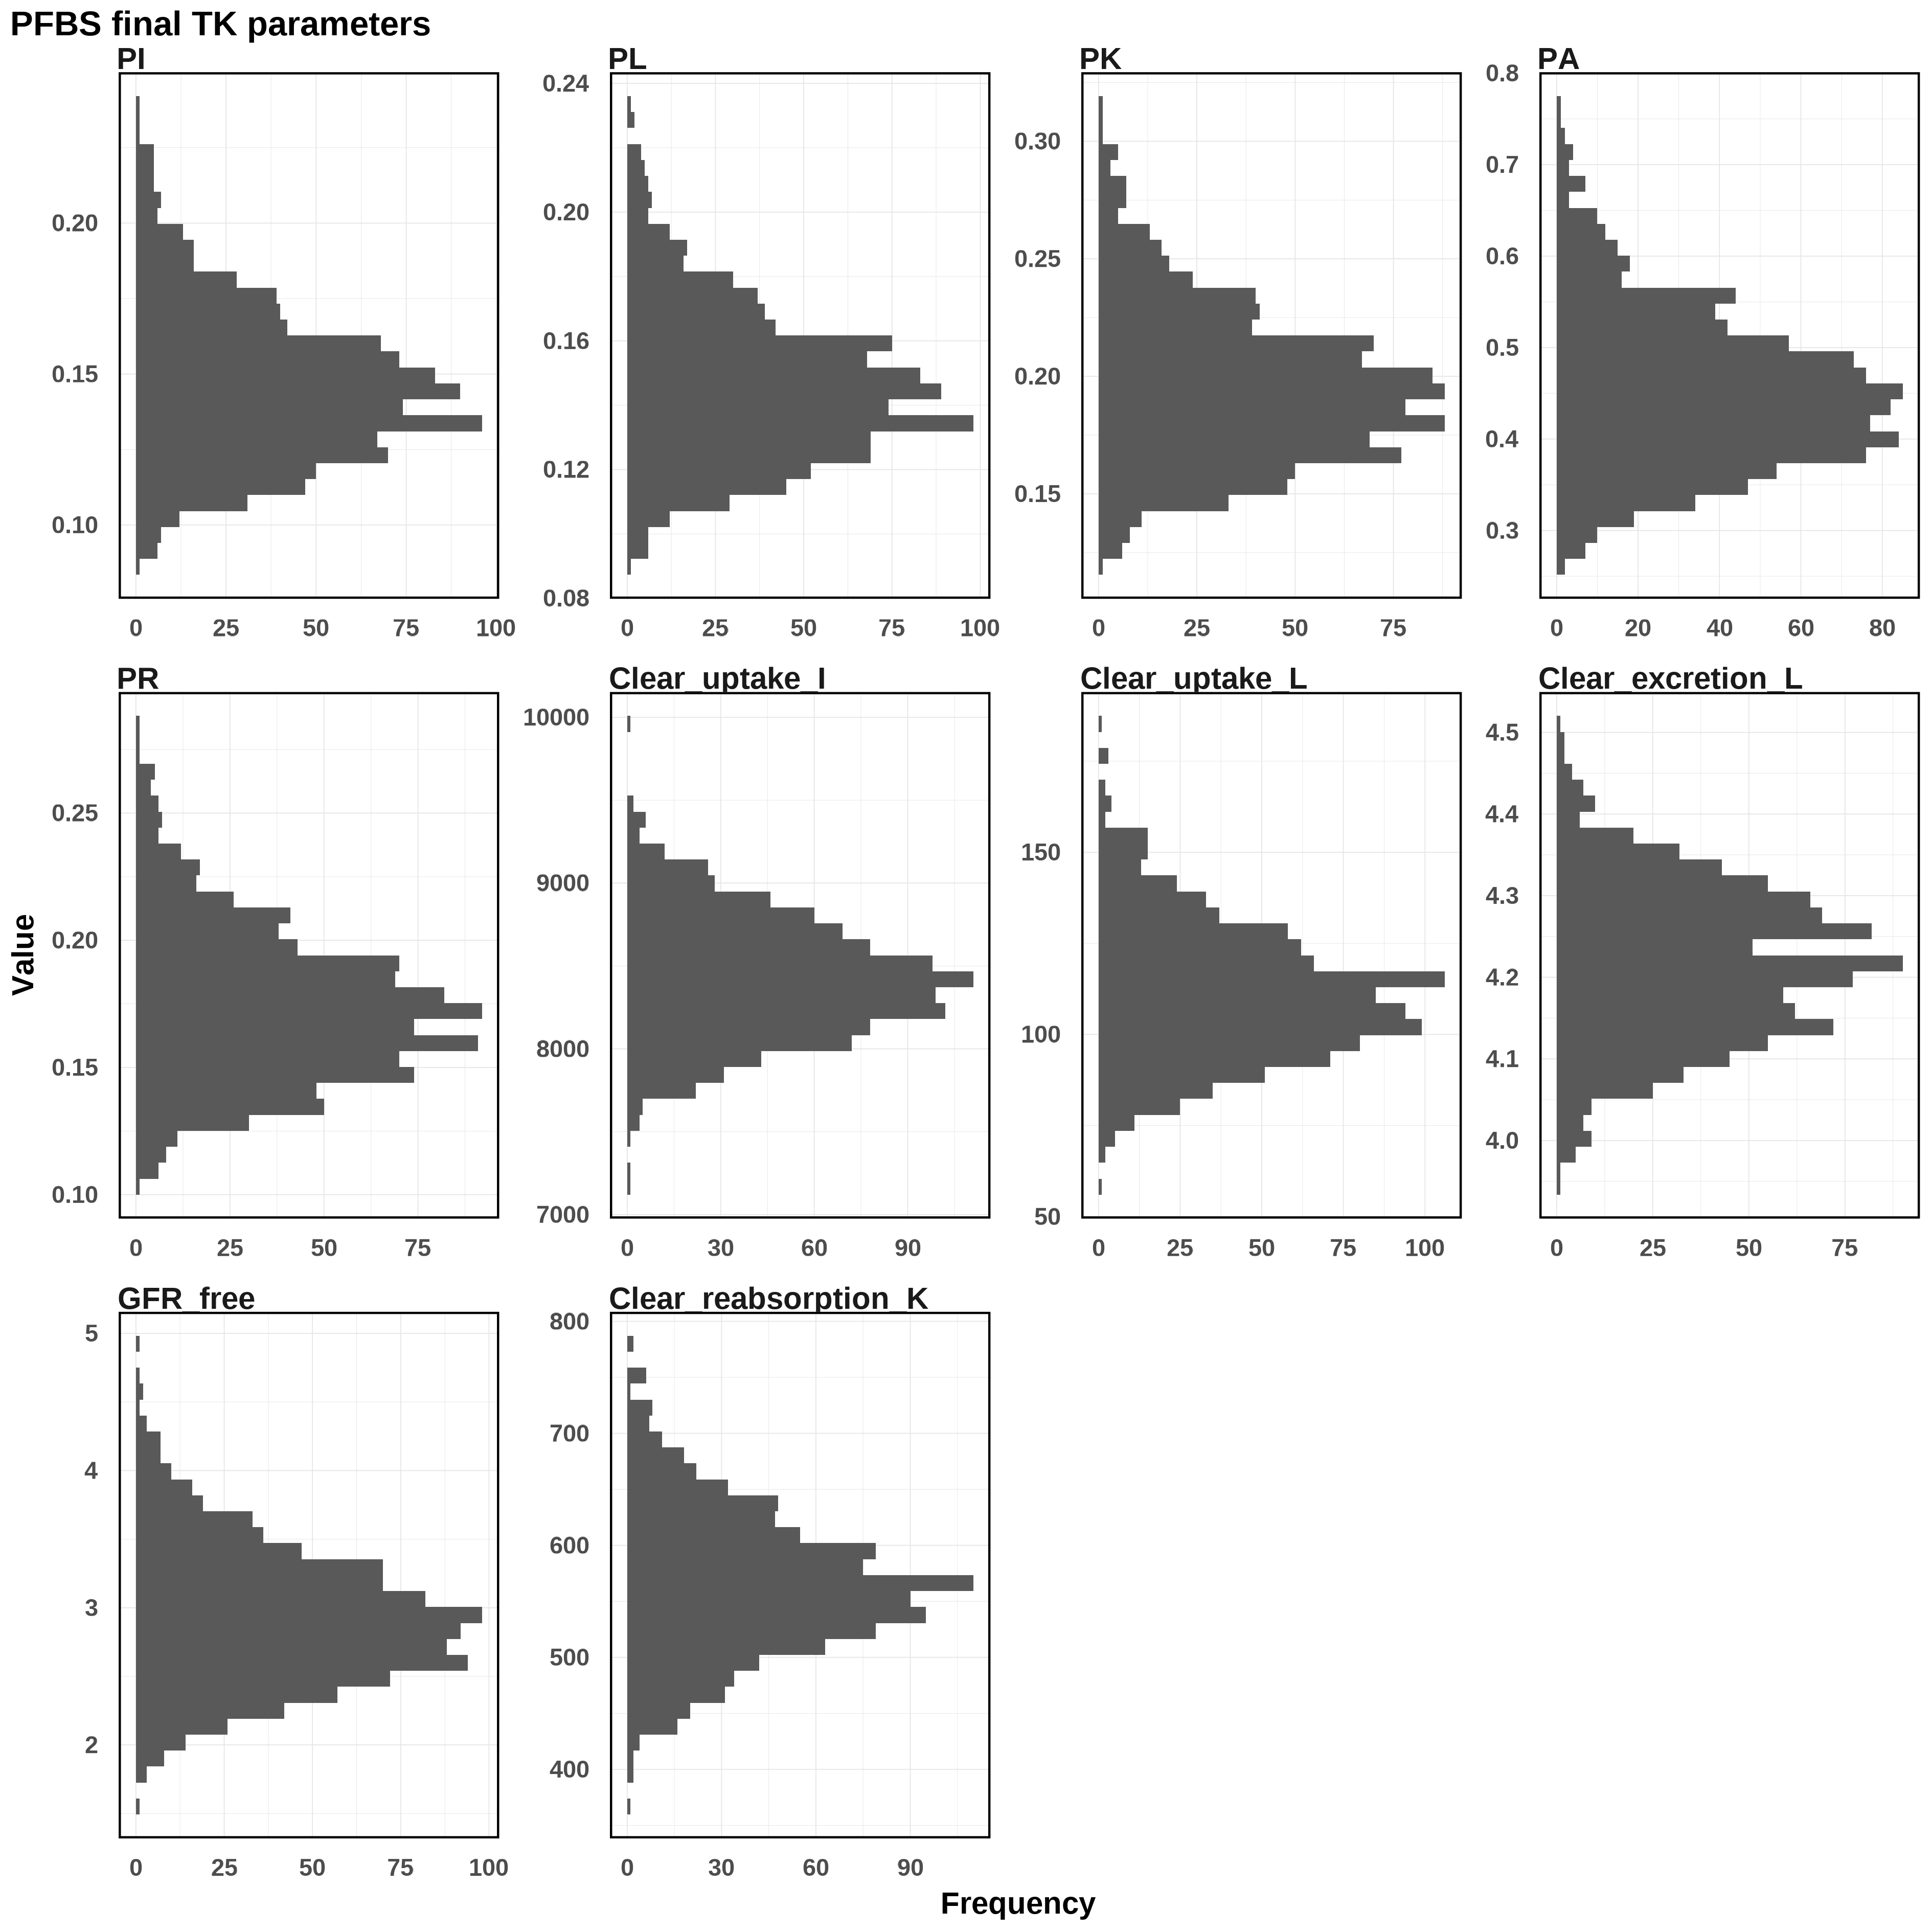 PFBS final TK parameters
PI PL PK PA
0.20
0.15
0.10
0 25 50 75 100
0.24
0.20
0.16
0.12
0.08
0 25 50 75 100
0.30
0.25
0.20
0.15
0 25 50 75
0.8
0.7
0.6
0.5
0.4
0.3
0 20 40 60 80
Value
PR Clear_uptake_I Clear_uptake_L Clear_excretion_L
0.25
0.20
0.15
0.10
0 25 50 75
10000
9000
8000
7000
0 30 60 90
150
100
50
0 25 50 75 100
4.5
4.4
4.3
4.2
4.1
4.0
0 25 50 75
GFR_free Clear_reabsorption_K
5
4
3
2
0 25 50 75 100
800
700
600
500
400
0 30 60 90
Frequency